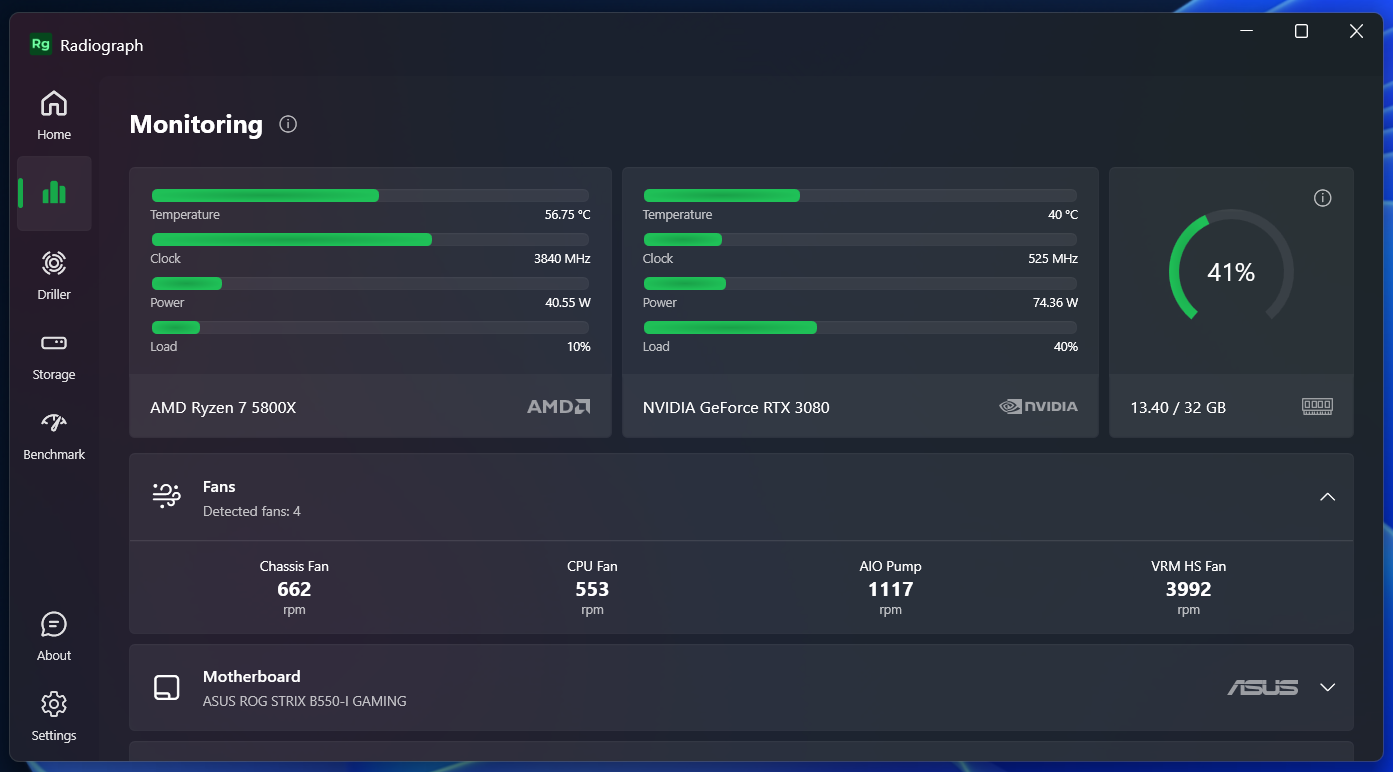 Rg Radiograph
Home
Driller
Storage
Benchmark
About
Settings
Monitoring
Temperature 56.75 °C
Clock 3840 MHz
Power 40.55 W
Load 10%
AMD Ryzen 7 5800X AMD
Temperature 40 °C
Clock 525 MHz
Power 74.36 W
Load 40%
NVIDIA GeForce RTX 3080 NVIDIA
41%
13.40 / 32 GB
Fans
Detected fans: 4
Chassis Fan
662
rpm
CPU Fan
553
rpm
AIO Pump
1117
rpm
VRM HS Fan
3992
rpm
Motherboard
ASUS ROG STRIX B550-I GAMING
ASUS